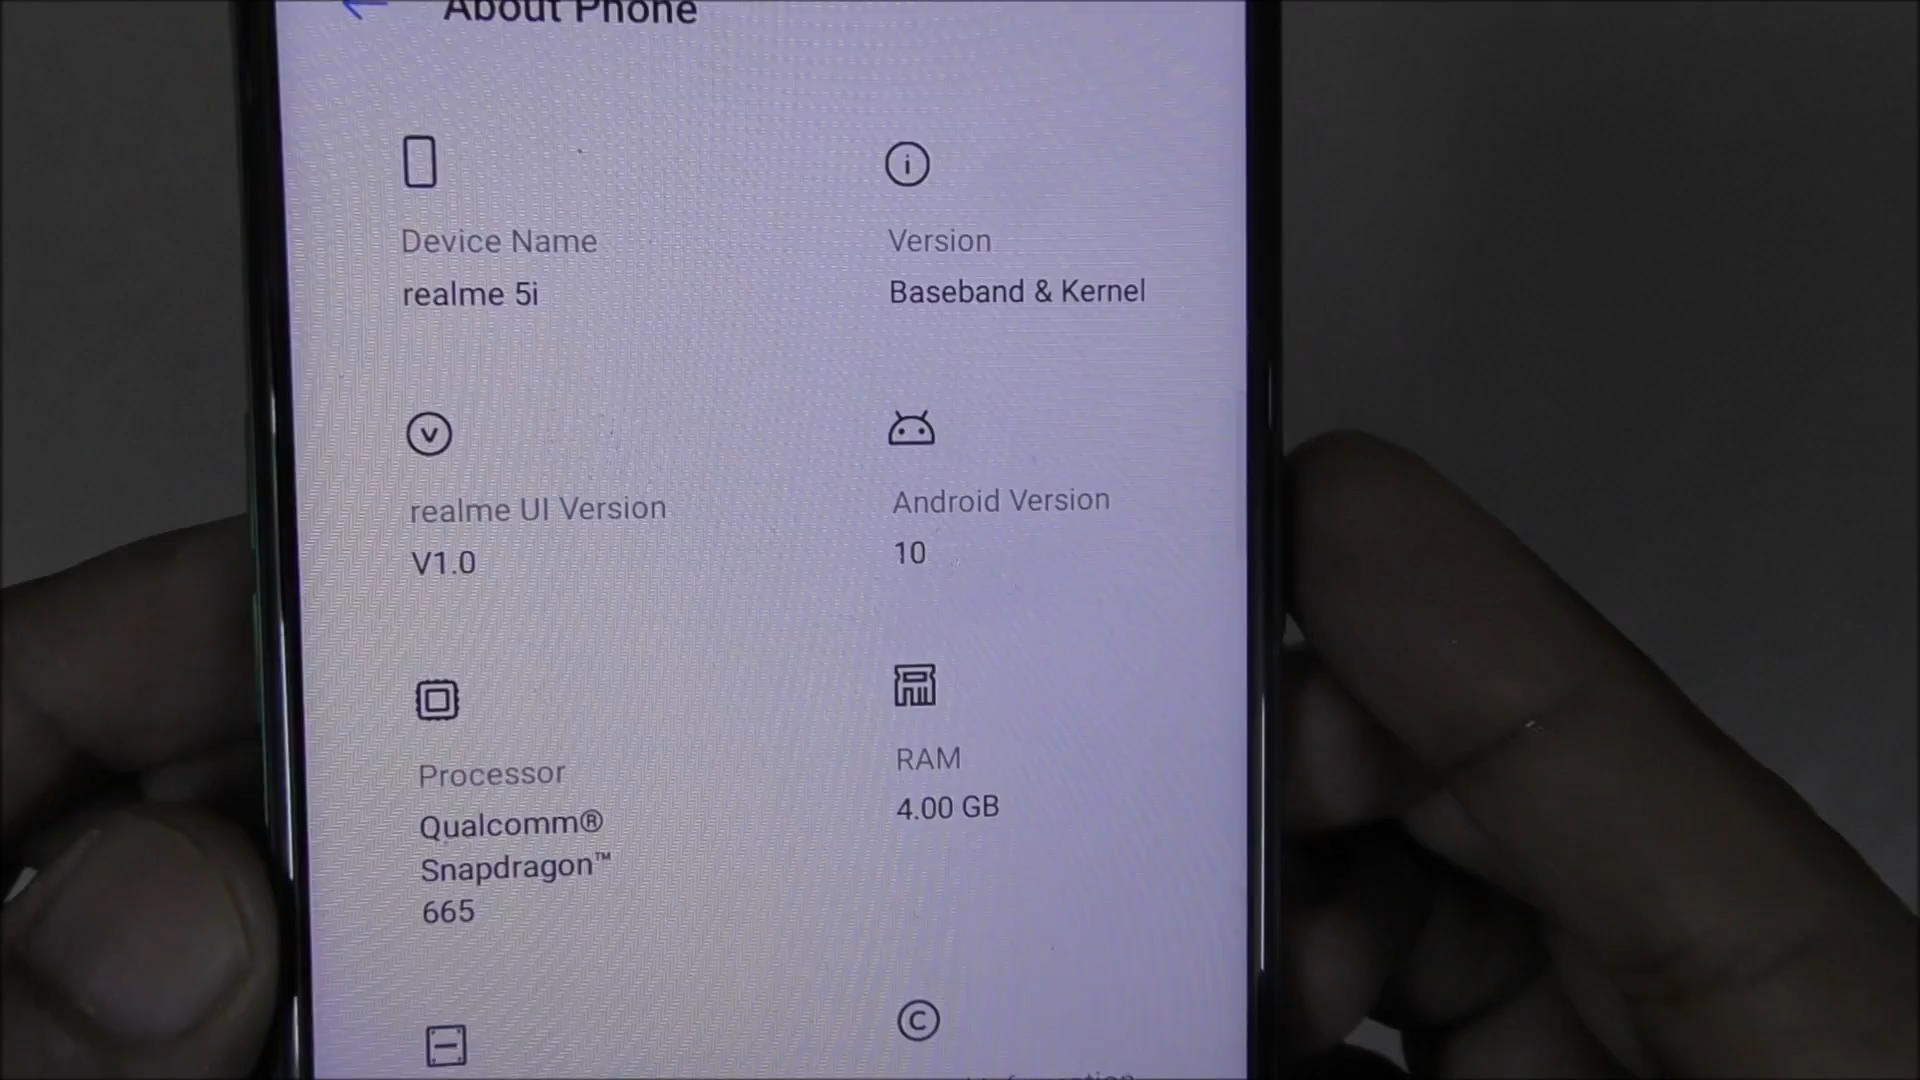 About Phone
Device Name
realme 5i
Version
Baseband & Kernel
realme UI Version
V1.0
Android Version
10
Processor
Qualcomm®
Snapdragon™
665
RAM
4.00 GB